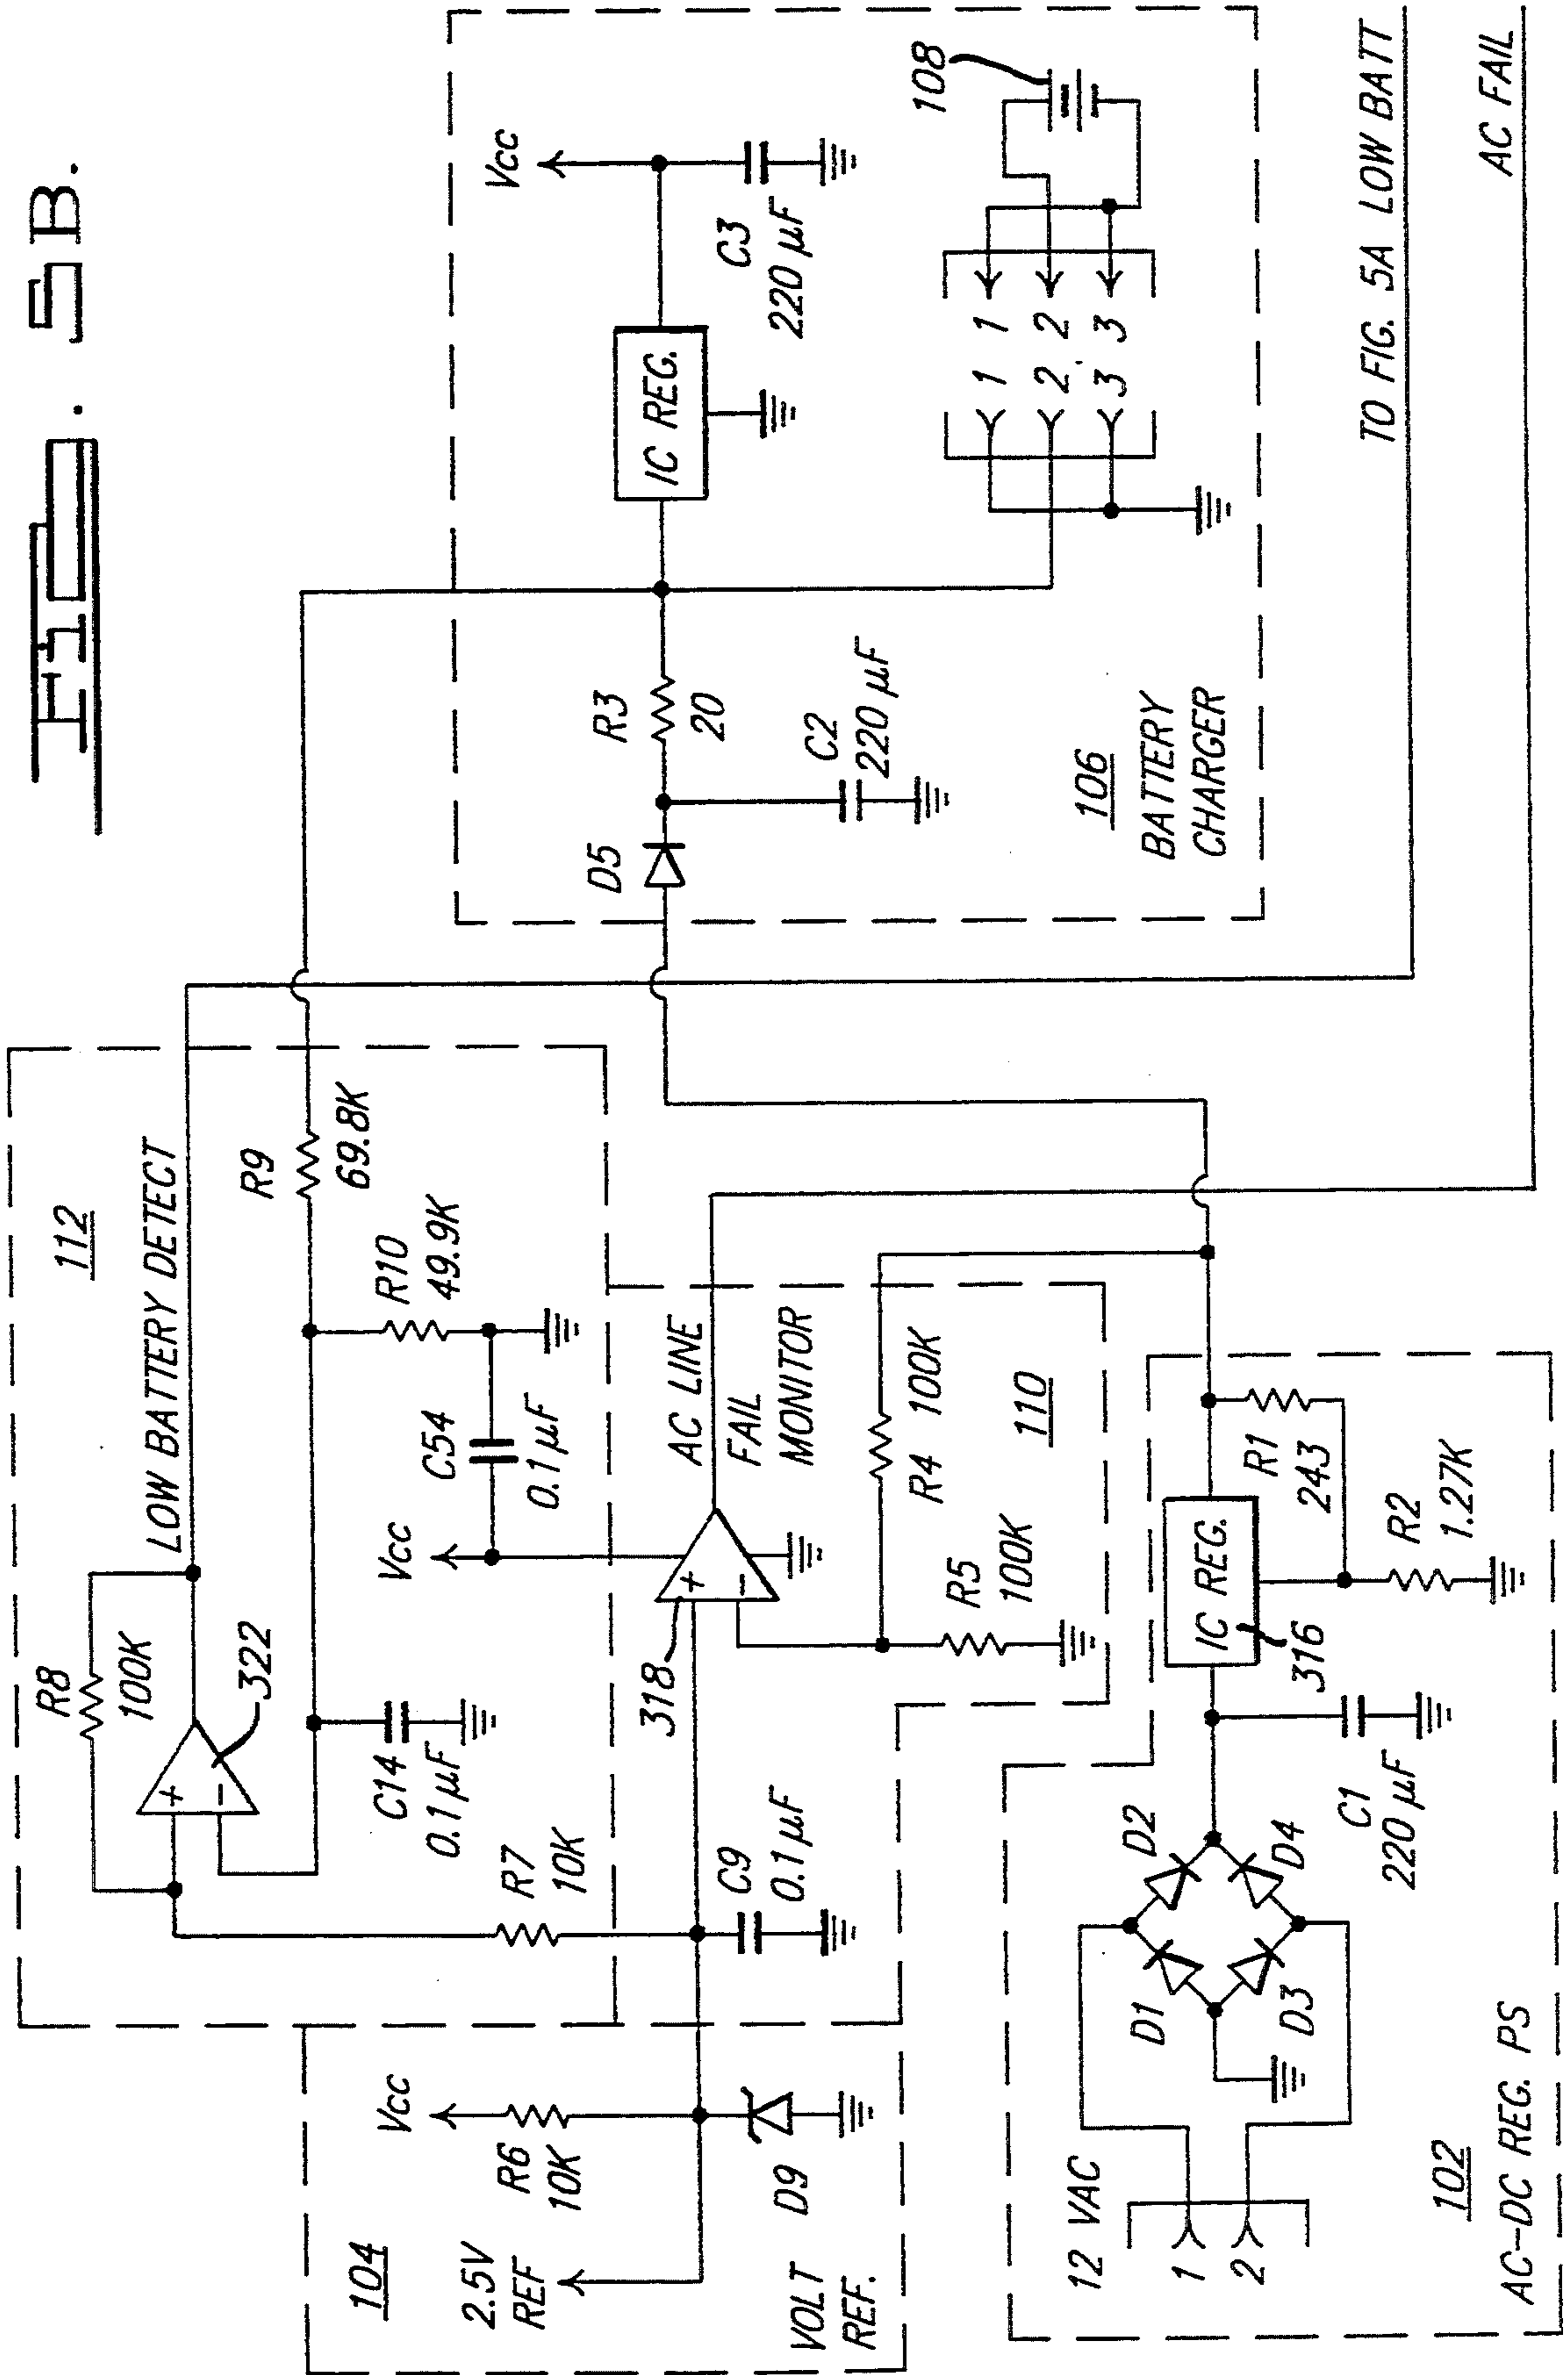 FIG. 5B.
112
LOW BATTERY DETECT
R8
100K
+
−
322
R9
69.8K
R10
49.9K
C14
0.1 µF
C54
0.1 µF
R7
10K
Vcc
104
2.5V
REF
Vcc
R6
10K
VOLT
REF.
D9
C9
0.1 µF
318
+
−
AC LINE
FAIL
MONITOR
R4
100K
R5
100K
110
12 VAC
1
2
D1
D2
D3
D4
C1
220 µF
IC REG.
316
R1
243
R2
1.27K
102
AC-DC REG. PS
D5
R3
20
C2
220 µF
IC REG.
Vcc
C3
220 µF
106
BATTERY
CHARGER
1 1
2 2
3 3
108
TO FIG. 5A LOW BATT
AC FAIL